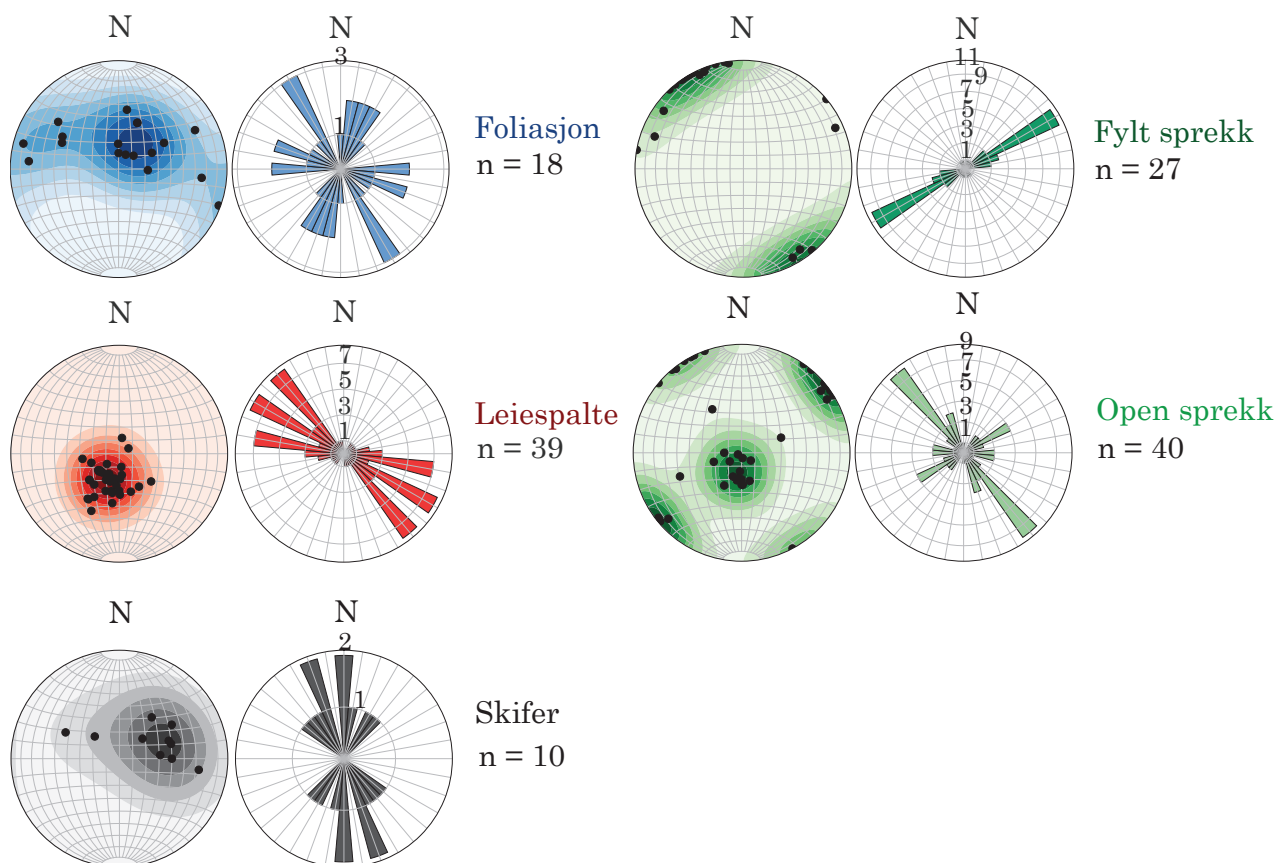 N
N
3
1
Foliasjon
n = 18
N
11
9
7
5
3
1
Fylt sprekk
n = 27
N
N
7
5
3
1
Leiespalte
n = 39
N
N
9
7
5
3
1
Open sprekk
n = 40
N
N
2
1
Skifer
n = 10